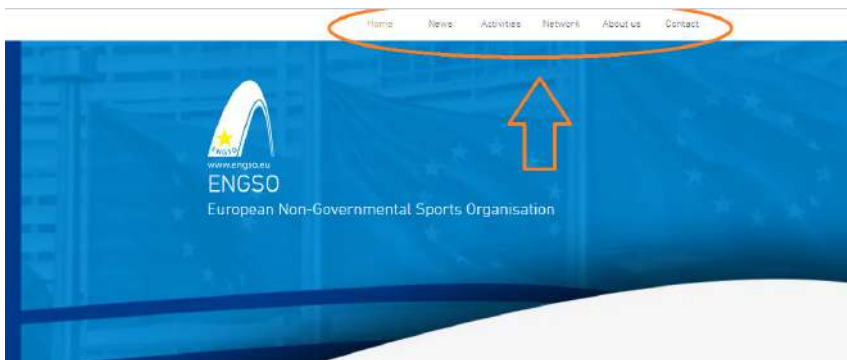 Home News Activities Network About us Contact
ENGSO
www.engso.eu
ENGSO
European Non-Governmental Sports Organisation